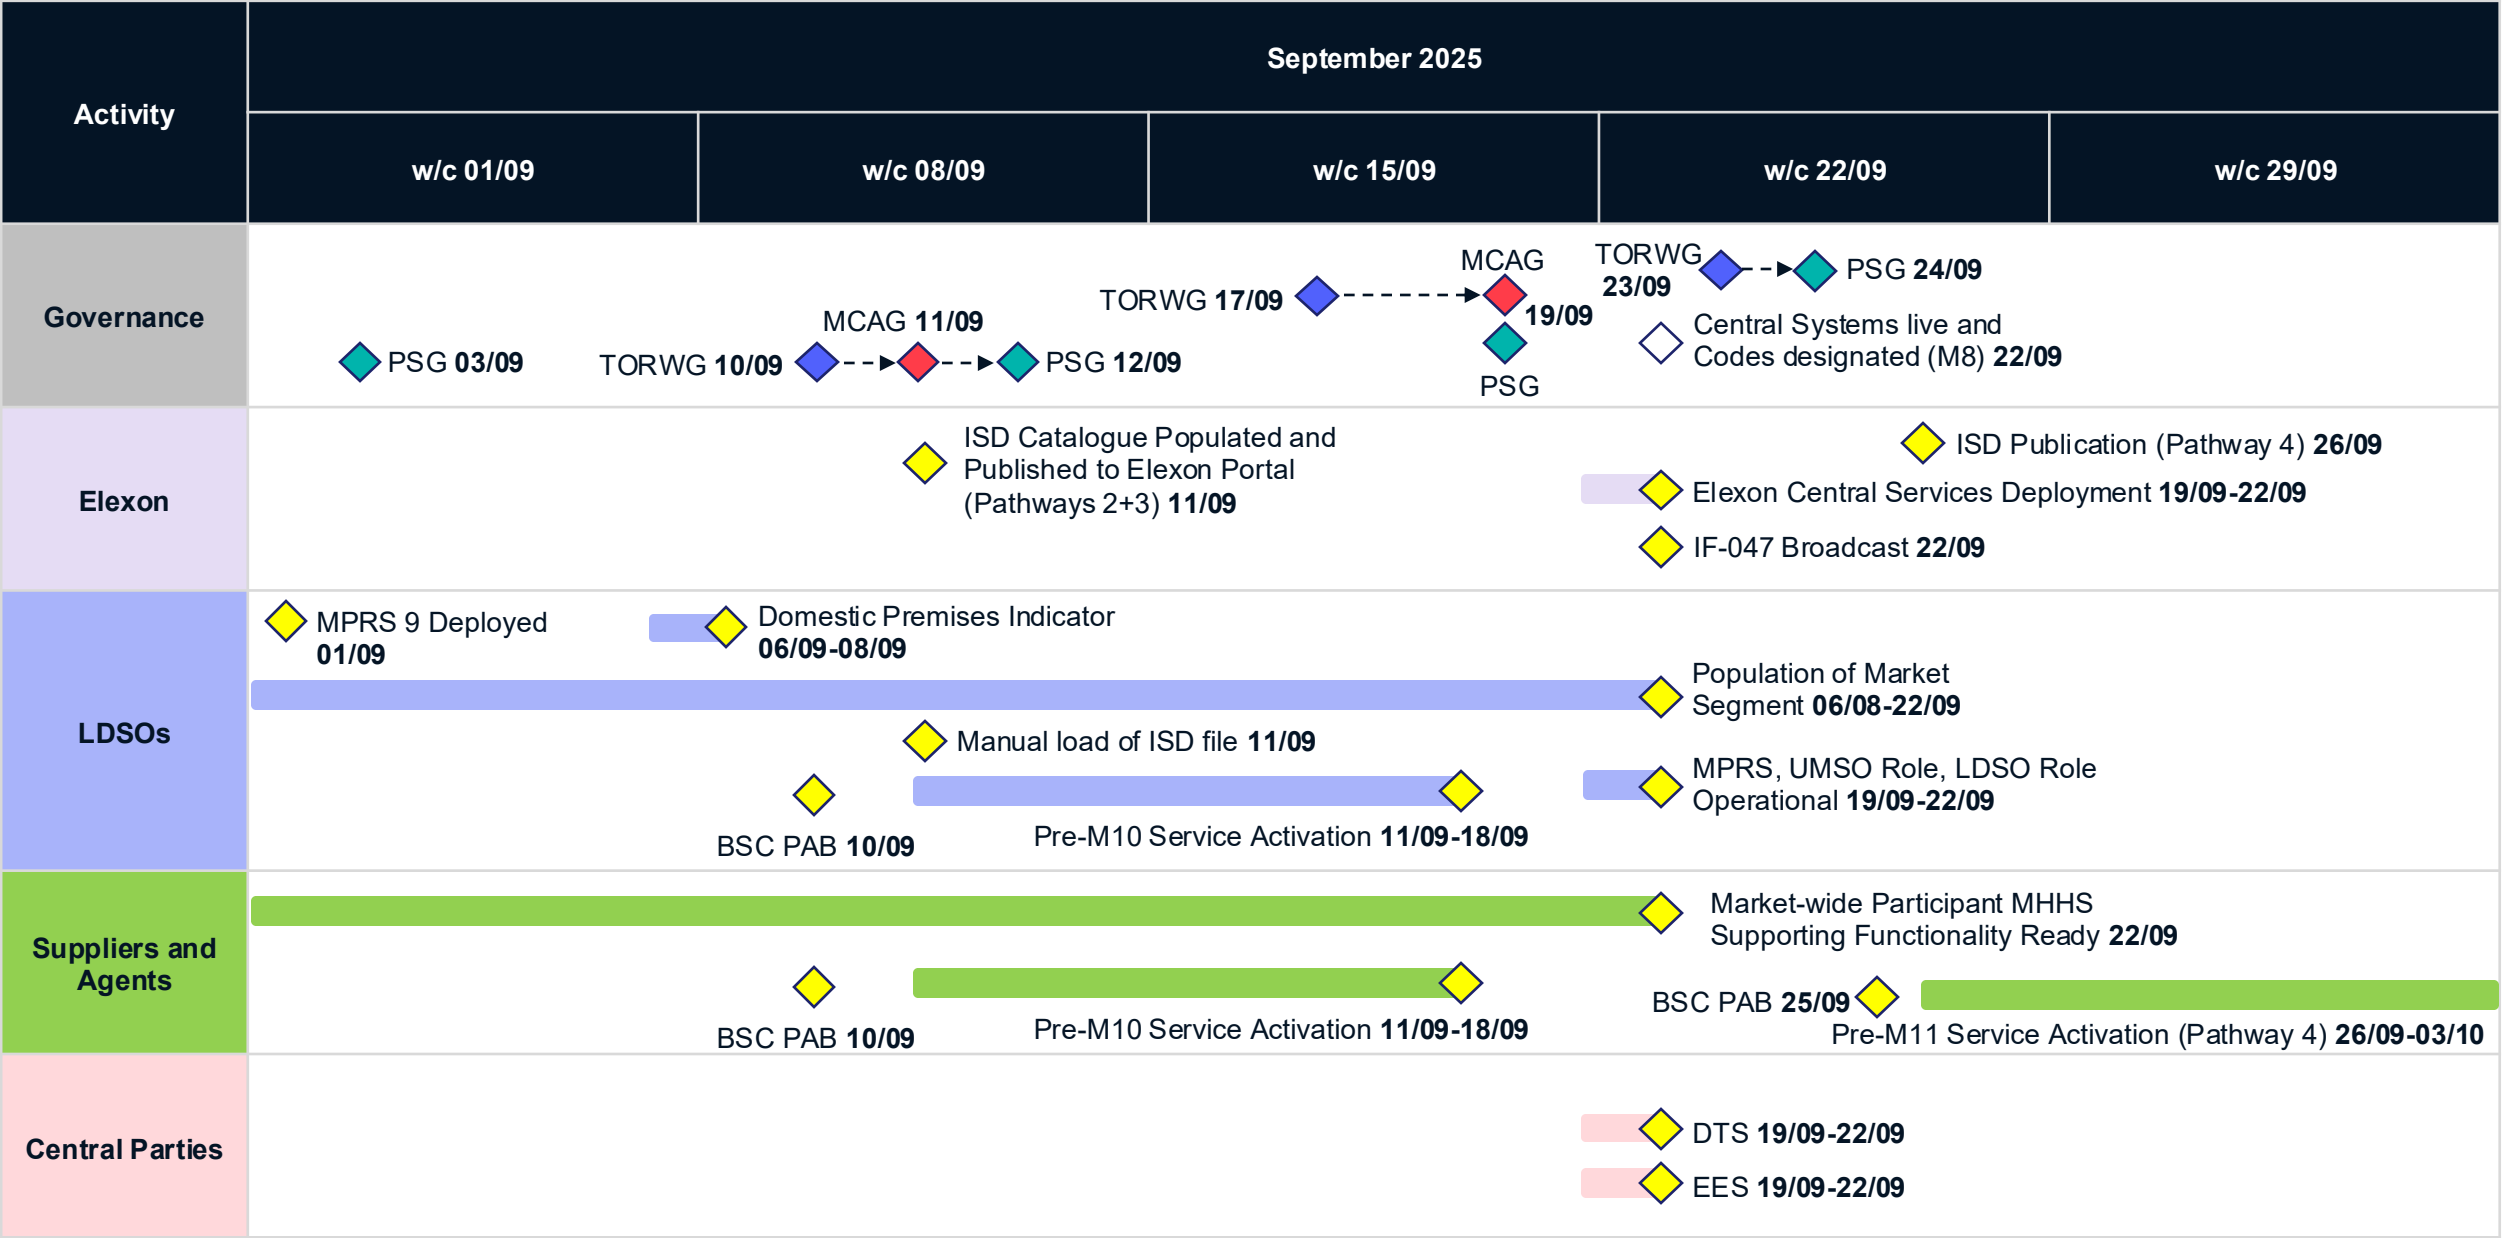 Activity
September 2025
w/c 01/09
w/c 08/09
w/c 15/09
w/c 22/09
w/c 29/09
Governance
PSG 03/09
TORWG 10/09
MCAG 11/09
PSG 12/09
TORWG 17/09
MCAG
19/09
PSG
TORWG
23/09
PSG 24/09
Central Systems live and
Codes designated (M8) 22/09
Elexon
ISD Catalogue Populated and
Published to Elexon Portal
(Pathways 2+3) 11/09
ISD Publication (Pathway 4) 26/09
Elexon Central Services Deployment 19/09-22/09
IF-047 Broadcast 22/09
LDSOs
MPRS 9 Deployed
01/09
Domestic Premises Indicator
06/09-08/09
Population of Market
Segment 06/08-22/09
Manual load of ISD file 11/09
BSC PAB 10/09
Pre-M10 Service Activation 11/09-18/09
MPRS, UMSO Role, LDSO Role
Operational 19/09-22/09
Suppliers and
Agents
Market-wide Participant MHHS
Supporting Functionality Ready 22/09
BSC PAB 10/09
Pre-M10 Service Activation 11/09-18/09
BSC PAB 25/09
Pre-M11 Service Activation (Pathway 4) 26/09-03/10
Central Parties
DTS 19/09-22/09
EES 19/09-22/09